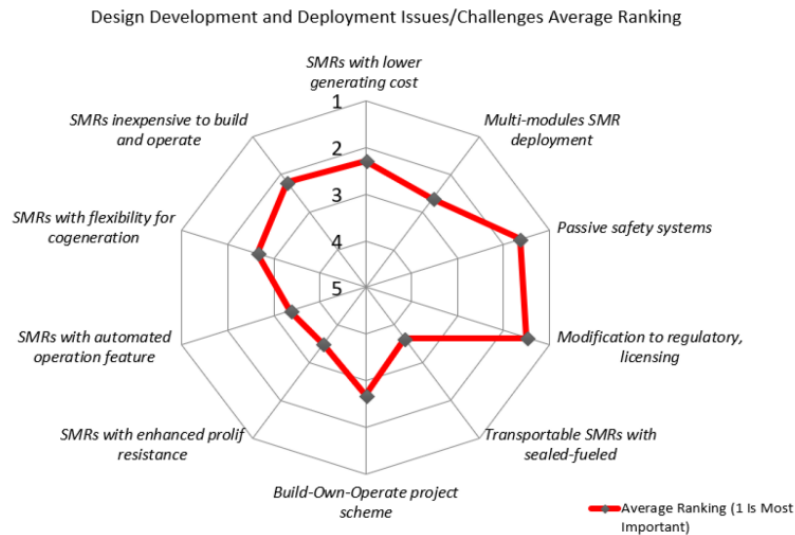 Design Development and Deployment Issues/Challenges Average Ranking
SMRs with lower
generating cost
Multi-modules SMR
deployment
Passive safety systems
Modification to regulatory,
licensing
Transportable SMRs with
sealed-fueled
Build-Own-Operate project
scheme
SMRs with enhanced prolif
resistance
SMRs with automated
operation feature
SMRs with flexibility for
cogeneration
SMRs inexpensive to build
and operate
1
2
3
4
5
Average Ranking (1 Is Most
Important)